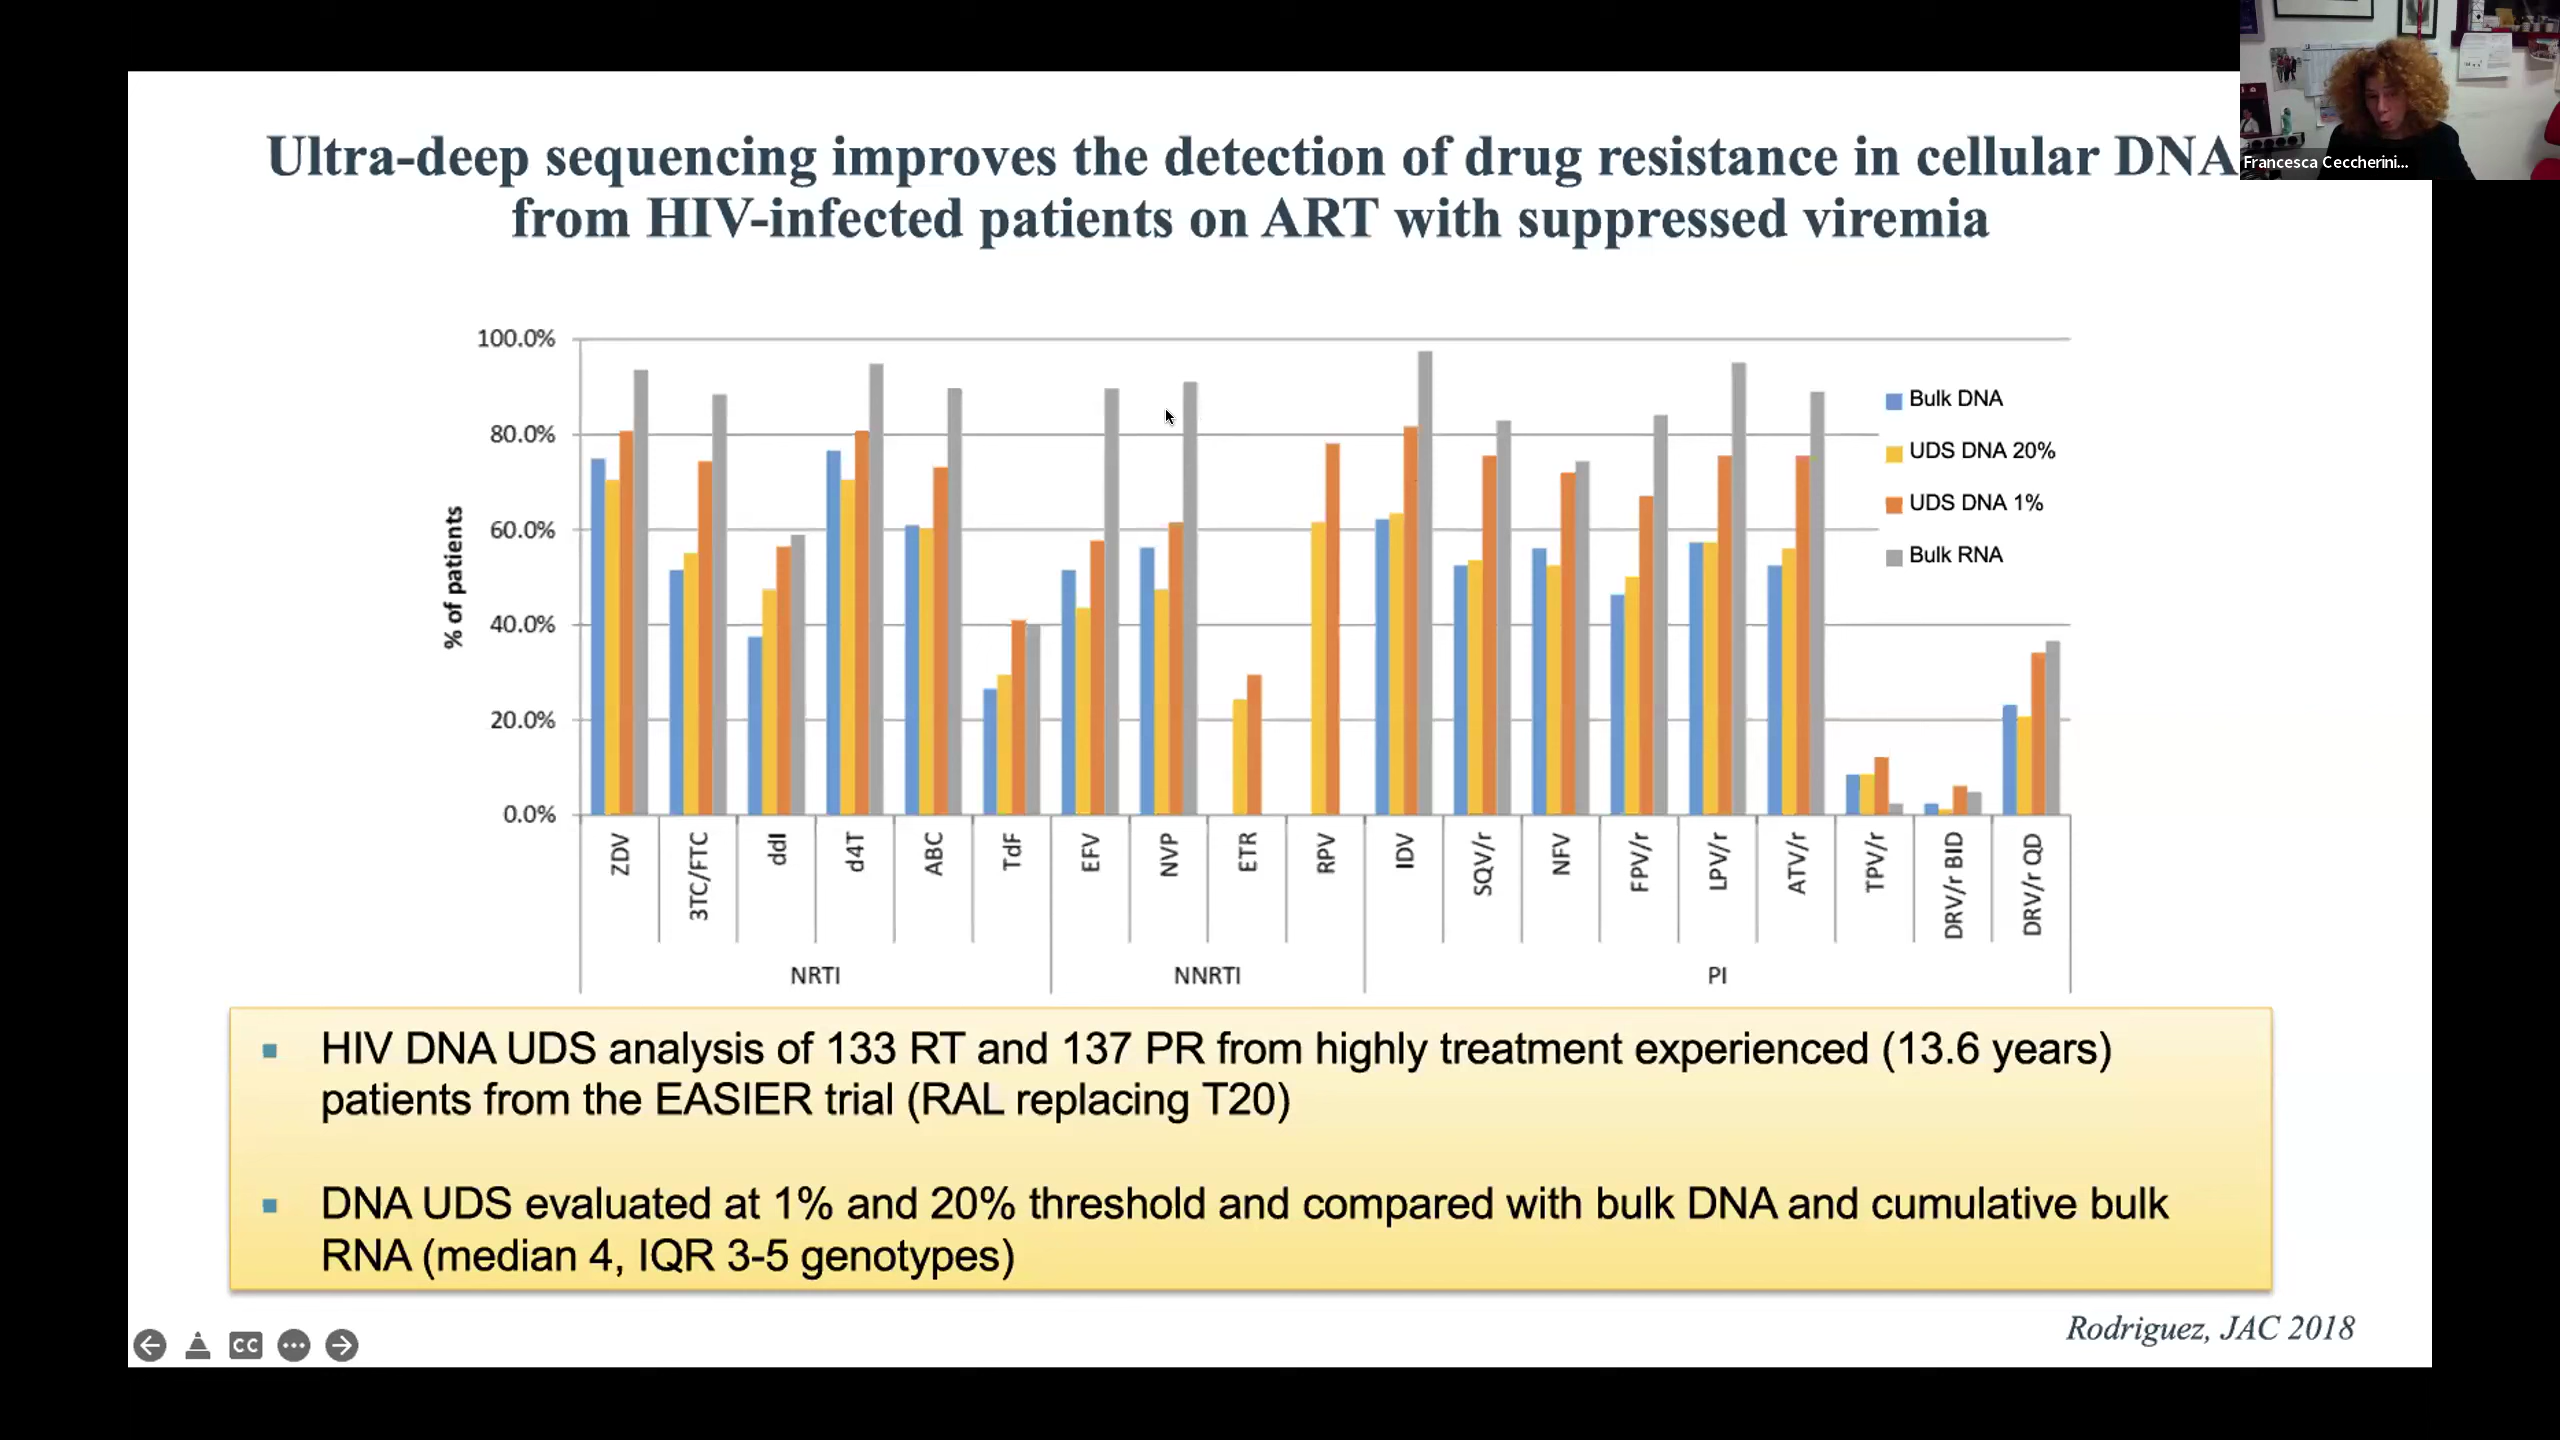 Ultra-deep sequencing improves the detection of drug resistance in cellular DNA
from HIV-infected patients on ART with suppressed viremia
Francesca Ceccherini...
100.0%
80.0%
60.0%
40.0%
20.0%
0.0%
% of patients
Bulk DNA
UDS DNA 20%
UDS DNA 1%
Bulk RNA
ZDV
3TC/FTC
ddI
d4T
ABC
TdF
EFV
NVP
ETR
RPV
IDV
SQV/r
NFV
FPV/r
LPV/r
ATV/r
TPV/r
DRV/r BID
DRV/r QD
NRTI
NNRTI
PI
HIV DNA UDS analysis of 133 RT and 137 PR from highly treatment experienced (13.6 years)
patients from the EASIER trial (RAL replacing T20)
DNA UDS evaluated at 1% and 20% threshold and compared with bulk DNA and cumulative bulk
RNA (median 4, IQR 3-5 genotypes)
Rodriguez, JAC 2018
CC